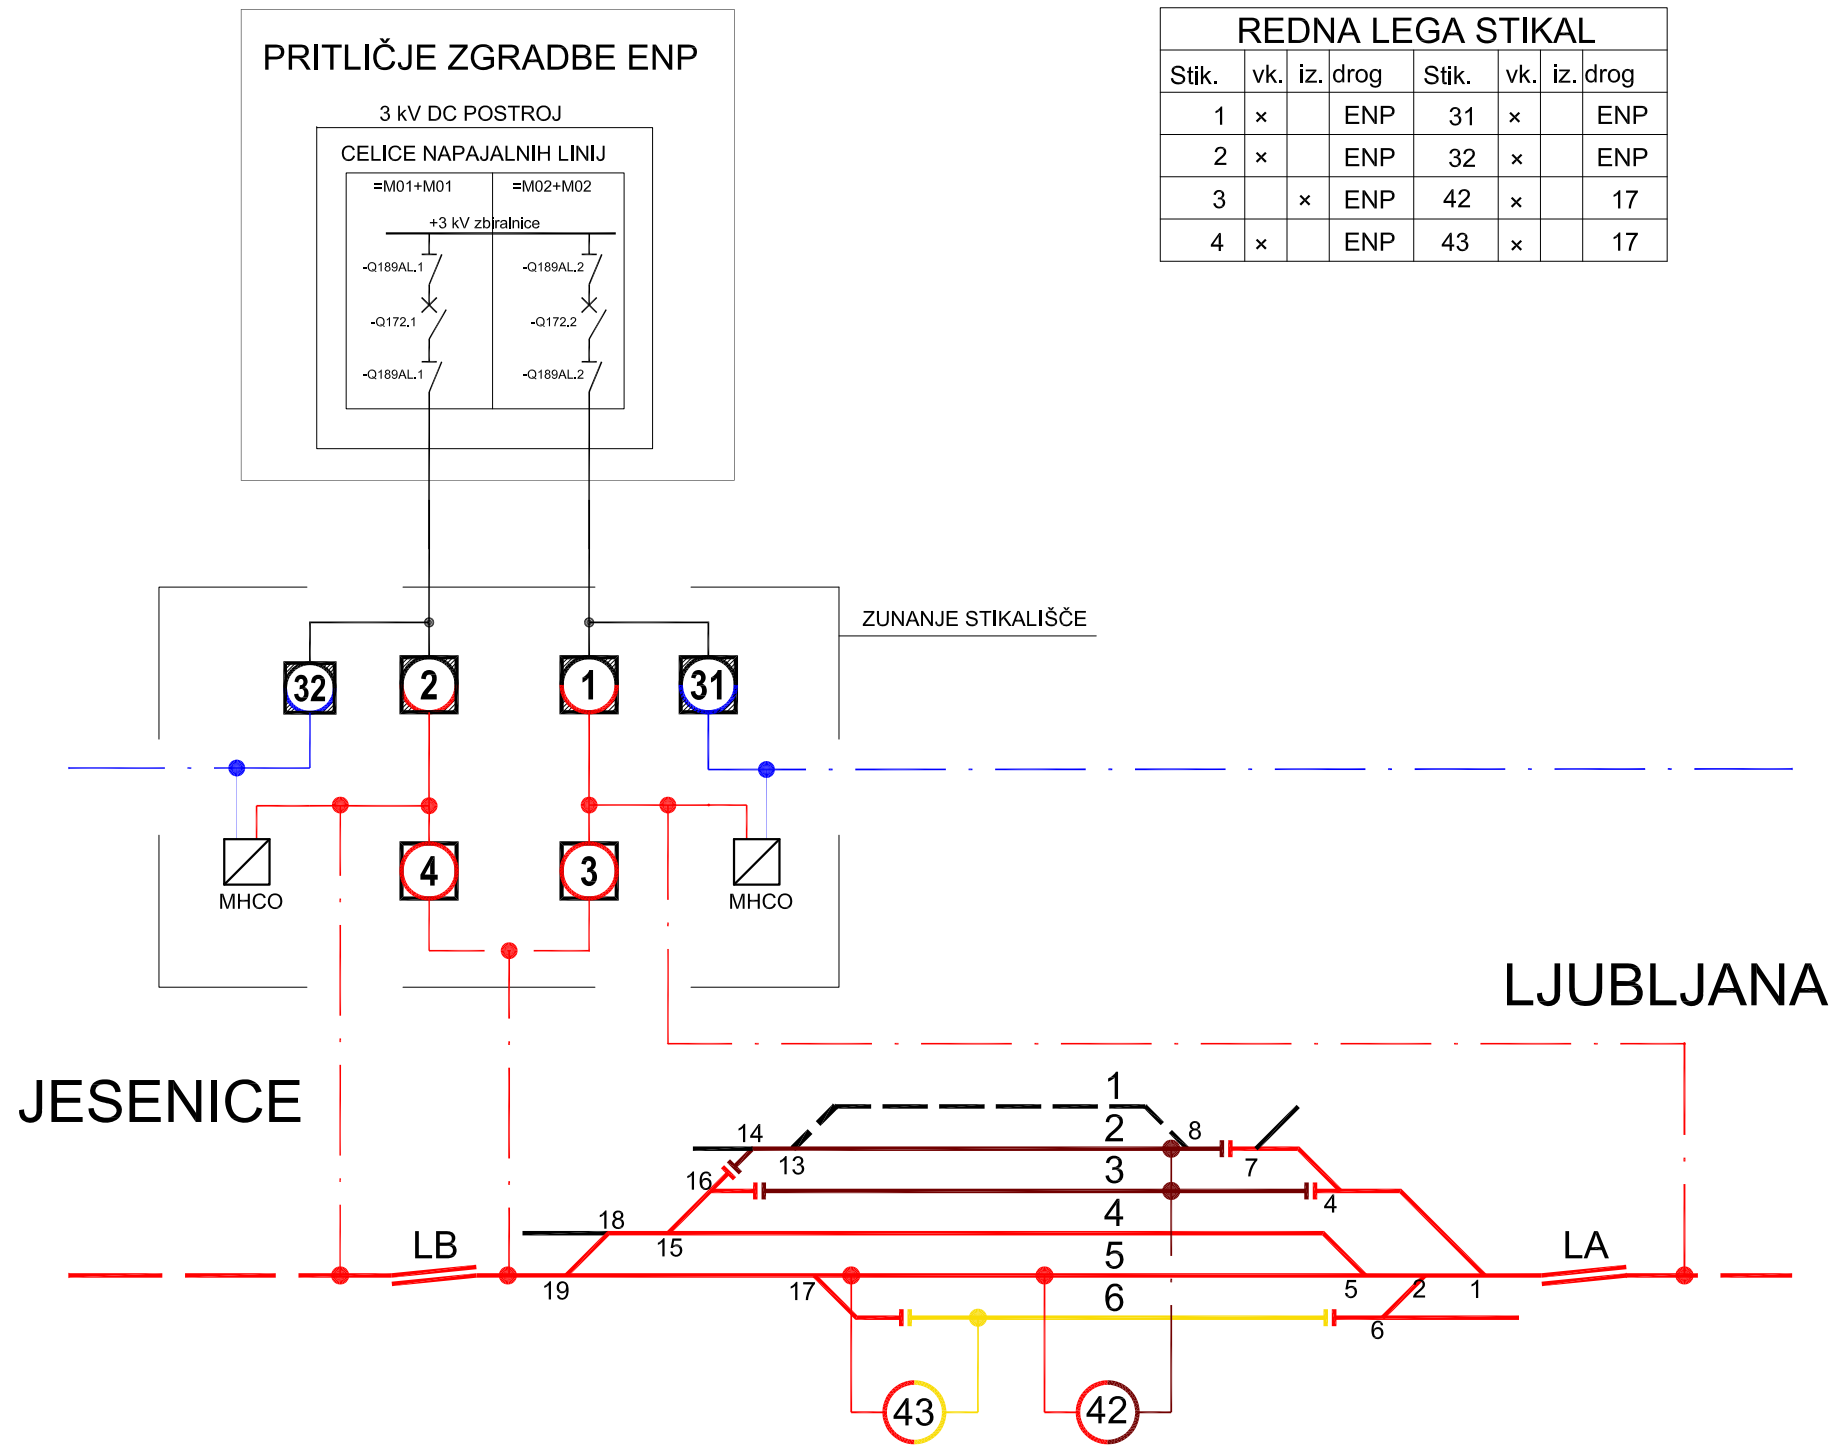 PRITLIČJE ZGRADBE ENP
3 kV DC POSTROJ
CELICE NAPAJALNIH LINIJ
=M01+M01 =M02+M02
+3 kV zbiralnice
-Q189AL.1 -Q189AL.2
-Q172.1 -Q172.2
-Q189AL.1 -Q189AL.2
REDNA LEGA STIKAL
Stik. vk. iz. drog Stik. vk. iz. drog
1 × ENP 31 × ENP
2 × ENP 32 × ENP
3 × ENP 42 × 17
4 × ENP 43 × 17
ZUNANJE STIKALIŠČE
32 2 1 31
4 3
MHCO MHCO
LJUBLJANA
JESENICE
1
14 2 8
13 7
16 3 4
18 4
15
LB 5 LA
19 17 6 5 2 1
6
43 42